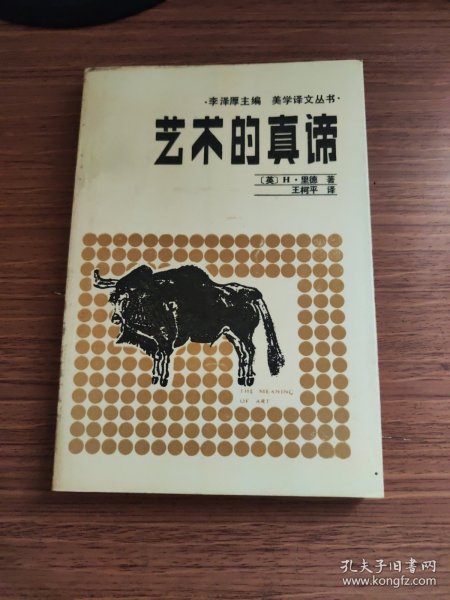 ·李泽厚主编 美学译文丛书·
艺术的真谛
〔英〕H·里德 著
王柯平 译
THE MEANING
OF ART
孔夫子旧书网
www.kongfz.com